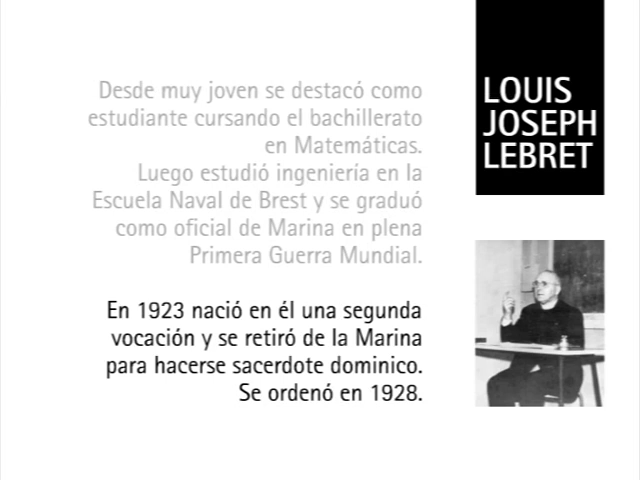 LOUIS
JOSEPH
LEBRET
Desde muy joven se destacó como
estudiante cursando el bachillerato
en Matemáticas.
Luego estudió ingeniería en la
Escuela Naval de Brest y se graduó
como oficial de Marina en plena
Primera Guerra Mundial.
En 1923 nació en él una segunda
vocación y se retiró de la Marina
para hacerse sacerdote dominico.
Se ordenó en 1928.